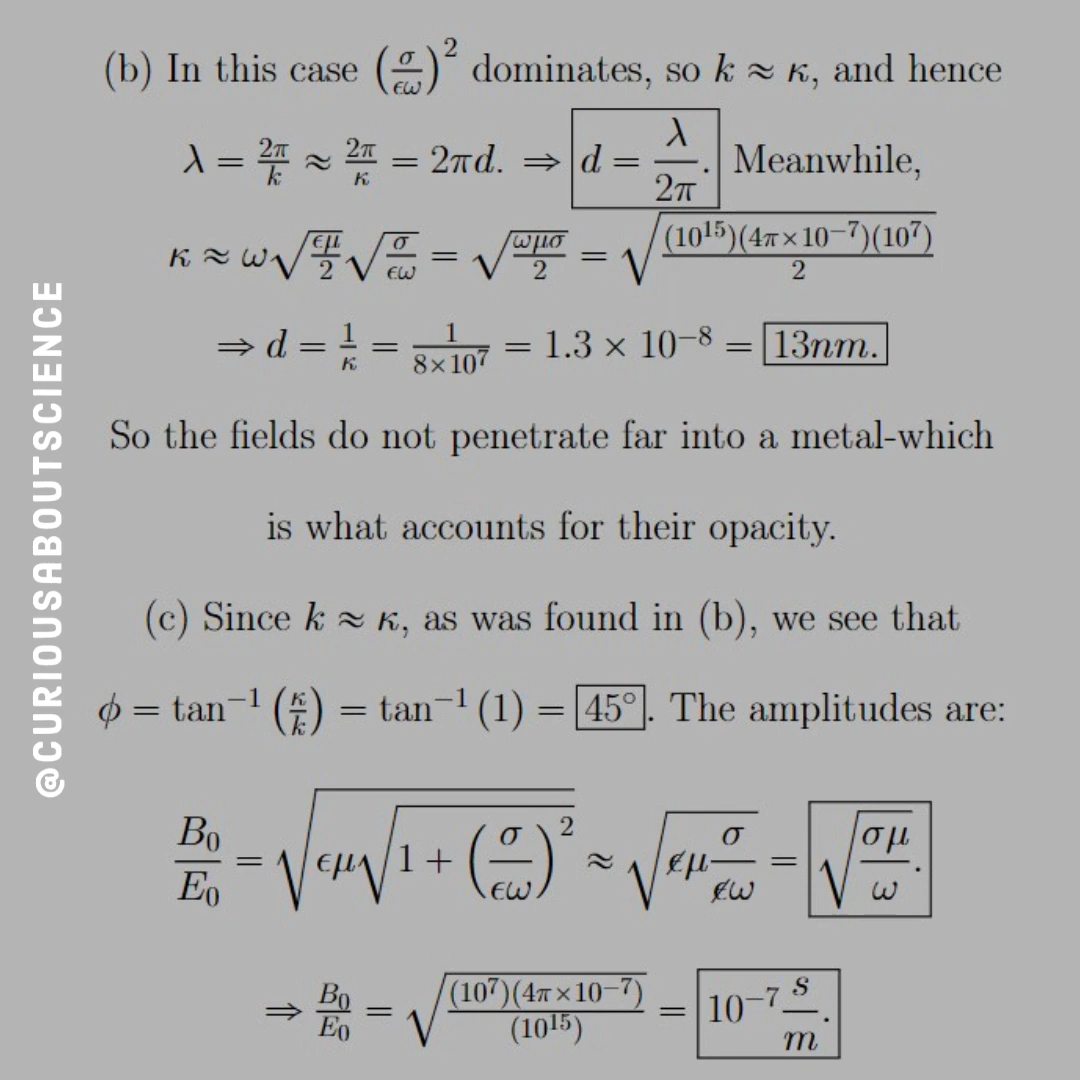 (b) In this case (σ/ϵω)² dominates, so k ≈ κ, and hence
λ = 2π/k ≈ 2π/κ = 2πd. ⇒ d = λ/2π. Meanwhile,
κ ≈ ω√(ϵμ/2)√(σ/ϵω) = √(ωμσ/2) = √((10¹⁵)(4π×10⁻⁷)(10⁷)/2)
⇒ d = 1/κ = 1/(8×10⁷) = 1.3 × 10⁻⁸ = 13nm.
So the fields do not penetrate far into a metal-which
is what accounts for their opacity.
(c) Since k ≈ κ, as was found in (b), we see that
ϕ = tan⁻¹ (κ/k) = tan⁻¹ (1) = 45°. The amplitudes are:
B₀/E₀ = √(ϵμ√(1 + (σ/ϵω)²)) ≈ √(ϵμ σ/ϵω) = √(σμ/ω).
⇒ B₀/E₀ = √((10⁷)(4π×10⁻⁷)/(10¹⁵)) = 10⁻⁷ s/m.
@CURIOUSABOUTSCIENCE